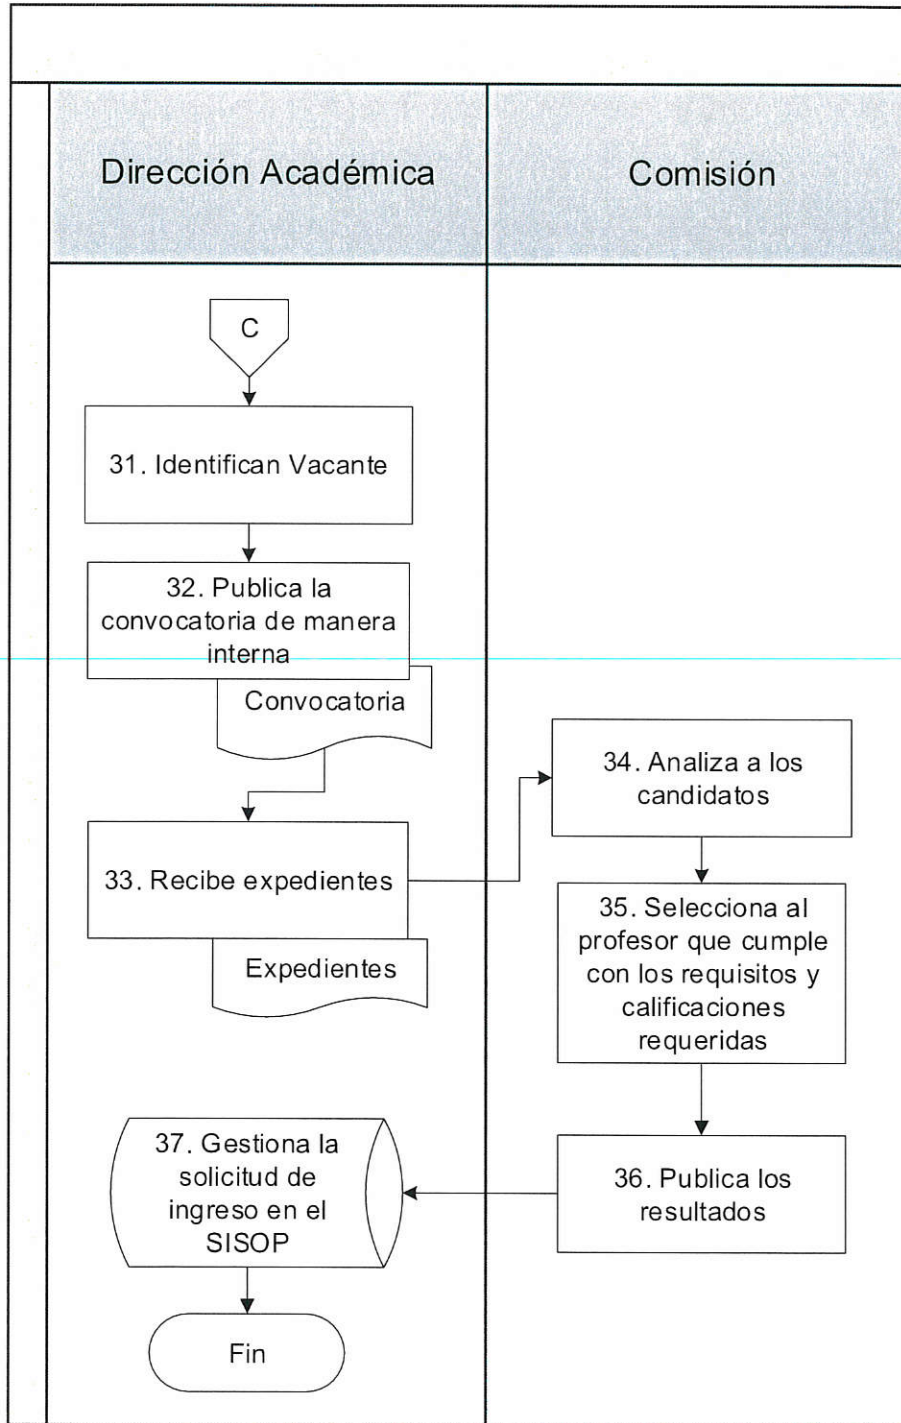 Dirección Académica
Comisión
C
31. Identifican Vacante
32. Publica la
convocatoria de manera
interna
Convocatoria
33. Recibe expedientes
Expedientes
34. Analiza a los
candidatos
35. Selecciona al
profesor que cumple
con los requisitos y
calificaciones
requeridas
36. Publica los
resultados
37. Gestiona la
solicitud de
ingreso en el
SISOP
Fin